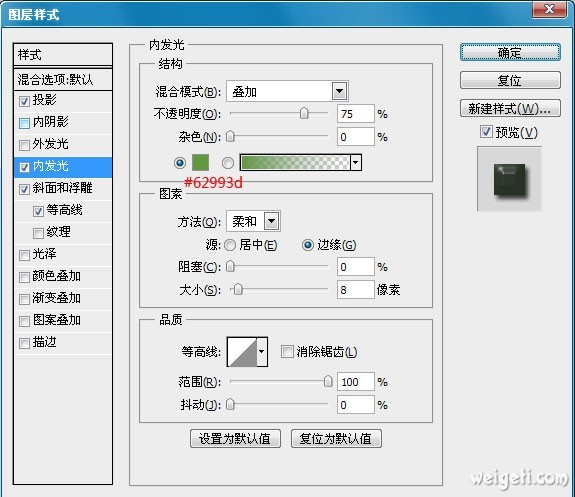 图层样式
样式
混合选项:默认
投影
内阴影
外发光
内发光
斜面和浮雕
等高线
纹理
光泽
颜色叠加
渐变叠加
图案叠加
描边
内发光
结构
混合模式(B): 叠加
不透明度(O): 75 %
杂色(N): 0 %
#62993d
图素
方法(Q): 柔和
源: 居中(E) 边缘(G)
阻塞(C): 0 %
大小(S): 8 像素
品质
等高线: 消除锯齿(L)
范围(R): 100 %
抖动(J): 0 %
设置为默认值 复位为默认值
确定
复位
新建样式(W)...
预览(V)
weigeti.com